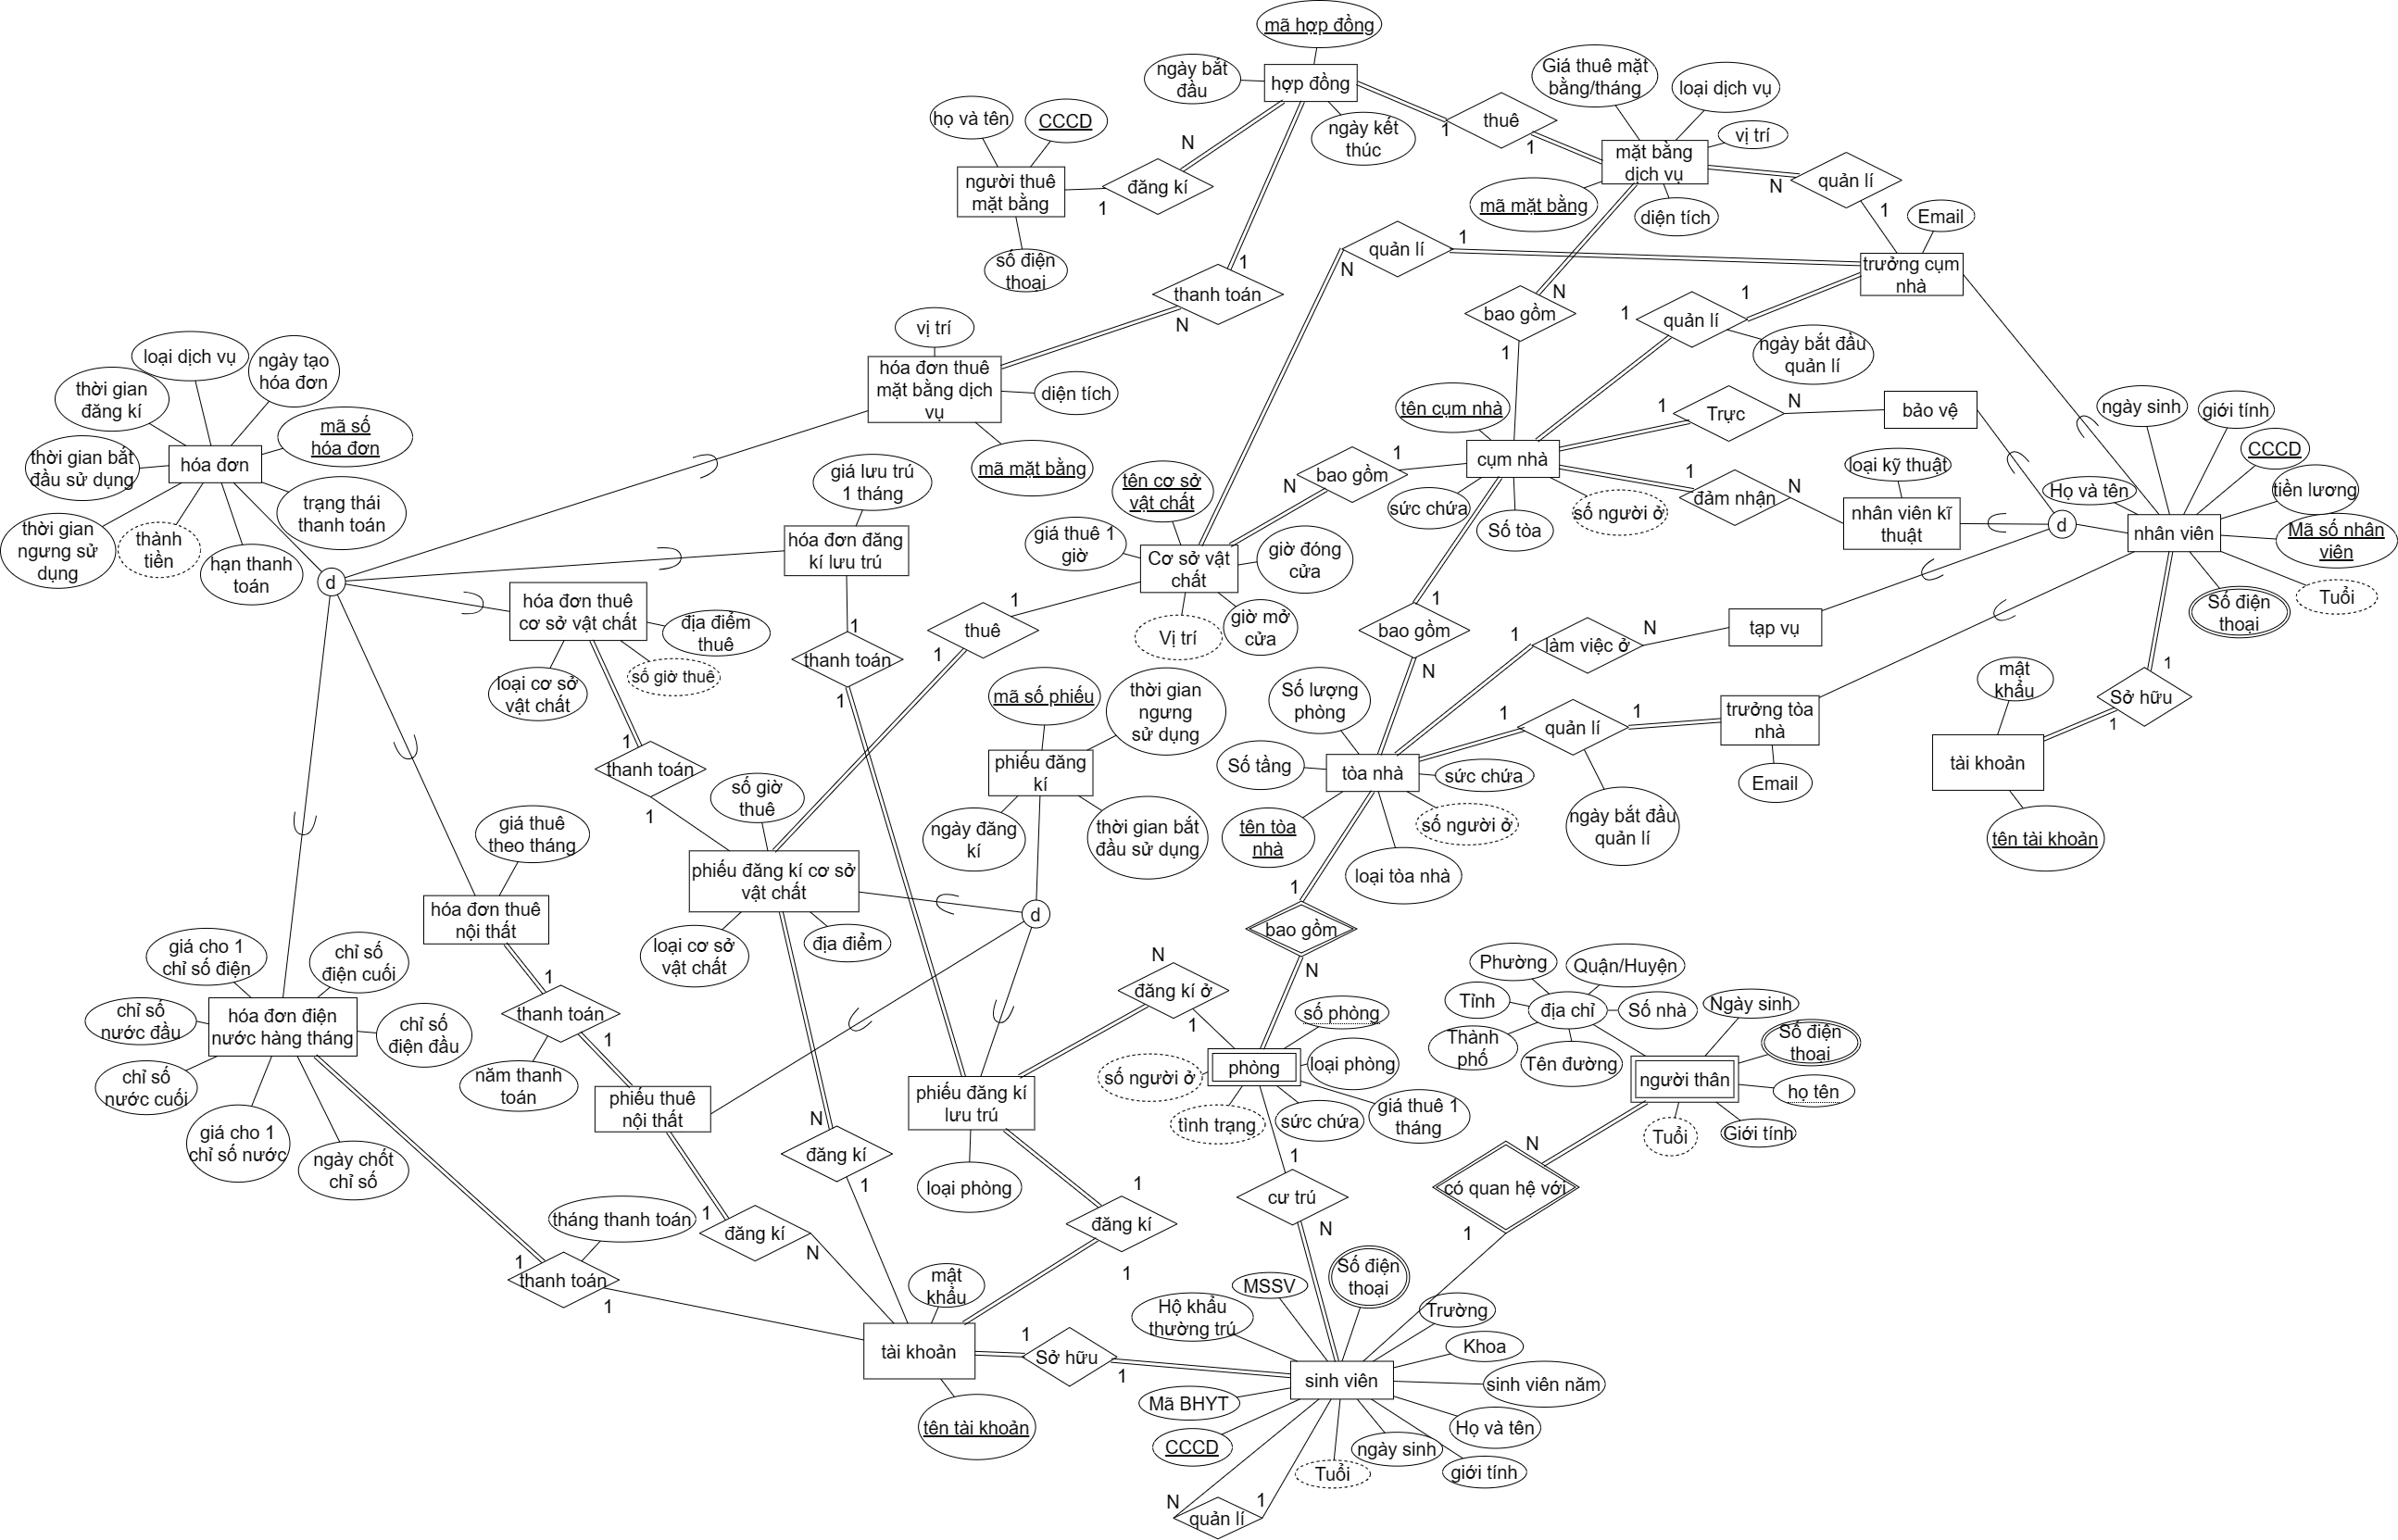 mã hợp đồng
ngày bắt
đầu
hợp đồng
ngày kết
thúc
họ và tên
CCCD
người thuê
mặt bằng
số điện
thoại
N
đăng kí
1
1
thuê
1
Giá thuê mặt
bằng/tháng
loại dịch vụ
vị trí
mặt bằng
dịch vụ
mã mặt bằng
diện tích
N
quản lí
1
Email
trưởng cụm
nhà
1
quản lí
N
1
thanh toán
N
N
bao gồm
1
1
quản lí
1
ngày bắt đầu
quản lí
vị trí
hóa đơn thuê
mặt bằng dịch
vụ
diện tích
mã mặt bằng
loại dịch vụ
ngày tạo
hóa đơn
thời gian
đăng kí
mã số
hóa đơn
thời gian bắt
đầu sử dụng
hóa đơn
trạng thái
thanh toán
thời gian
ngưng sử
dụng
thành
tiền
hạn thanh
toán
d
giá lưu trú
1 tháng
hóa đơn đăng
kí lưu trú
1
thanh toán
1
hóa đơn thuê
cơ sở vật chất
địa điểm
thuê
loại cơ sở
vật chất
số giờ thuê
1
thanh toán
1
tên cơ sở
vật chất
giá thuê 1
giờ
Cơ sở vật
chất
giờ đóng
cửa
giờ mở
cửa
Vị trí
1
thuê
1
1
bao gồm
N
tên cụm nhà
cụm nhà
sức chứa
Số tòa
số người ở
1
Trực
N
bảo vệ
1
đảm nhận
N
loại kỹ thuật
nhân viên kĩ
thuật
d
ngày sinh
giới tính
CCCD
Họ và tên
tiền lương
nhân viên
Mã số nhân
viên
Số điện
thoại
Tuổi
1
bao gồm
N
1
làm việc ở
N
tạp vụ
1
quản lí
1
trưởng tòa
nhà
Email
ngày bắt đầu
quản lí
1
Sở hữu
1
mật
khẩu
tài khoản
tên tài khoản
Số lượng
phòng
Số tầng
tòa nhà
sức chứa
tên tòa
nhà
số người ở
loại tòa nhà
mã số phiếu
thời gian
ngưng
sử dụng
phiếu đăng
kí
ngày đăng
kí
thời gian bắt
đầu sử dụng
d
số giờ
thuê
phiếu đăng kí cơ sở
vật chất
loại cơ sở
vật chất
địa điểm
giá thuê
theo tháng
hóa đơn thuê
nội thất
1
thanh toán
1
năm thanh
toán
phiếu thuê
nội thất
1
đăng kí
N
giá cho 1
chỉ số điện
chỉ số
điện cuối
chỉ số
nước đầu
hóa đơn điện
nước hàng tháng
chỉ số
điện đầu
chỉ số
nước cuối
giá cho 1
chỉ số nước
ngày chốt
chỉ số
tháng thanh toán
1
thanh toán
1
N
đăng kí
1
phiếu đăng kí
lưu trú
loại phòng
N
đăng kí ở
1
1
đăng kí
1
1
bao gồm
N
số phòng
phòng
loại phòng
số người ở
tình trạng
sức chứa
giá thuê 1
tháng
1
cư trú
N
Phường
Quận/Huyện
Tỉnh
địa chỉ
Số nhà
Thành
phố
Tên đường
Ngày sinh
Số điện
thoại
người thân
họ tên
Tuổi
Giới tính
N
có quan hệ với
1
mật
khẩu
tài khoản
tên tài khoản
1
Sở hữu
1
MSSV
Số điện
thoại
Hộ khẩu
thường trú
Trường
Khoa
sinh viên
sinh viên năm
Mã BHYT
Họ và tên
CCCD
ngày sinh
Tuổi
giới tính
N
quản lí
1